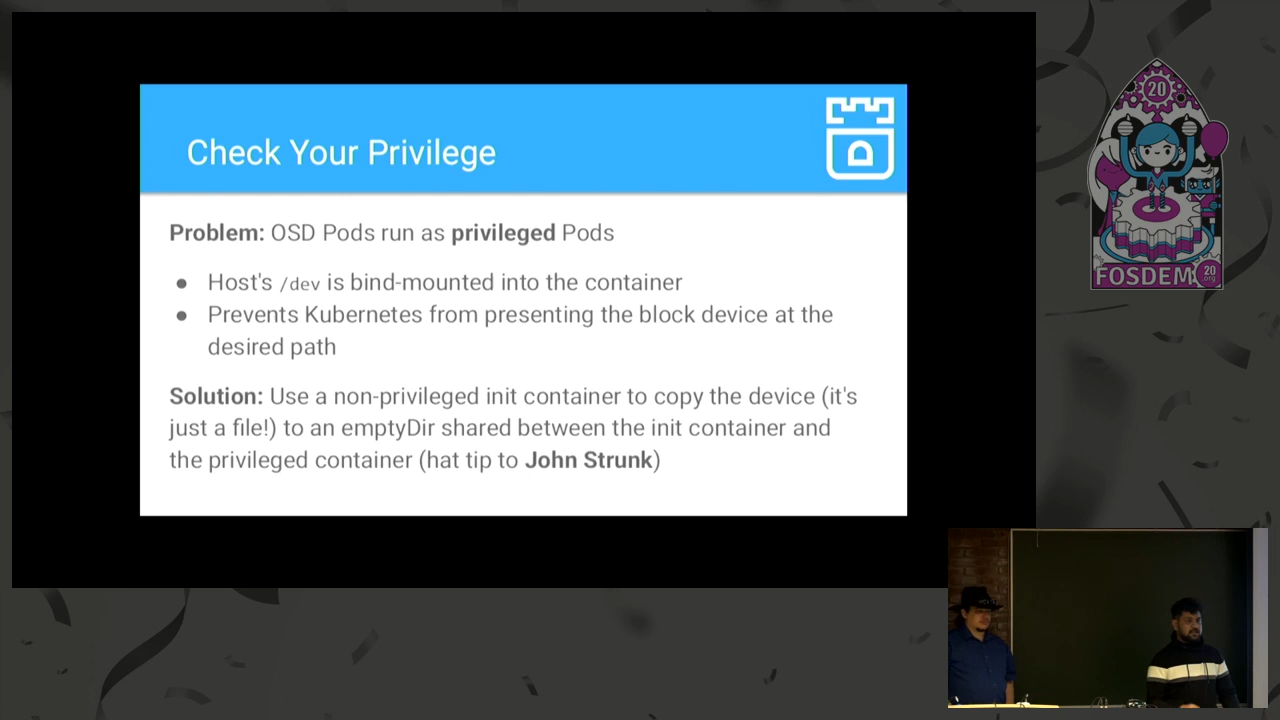 Check Your Privilege
Problem: OSD Pods run as privileged Pods
● Host's /dev is bind-mounted into the container
● Prevents Kubernetes from presenting the block device at the
desired path
Solution: Use a non-privileged init container to copy the device (it's
just a file!) to an emptyDir shared between the init container and
the privileged container (hat tip to John Strunk)
20
FOSDEM
20
.org